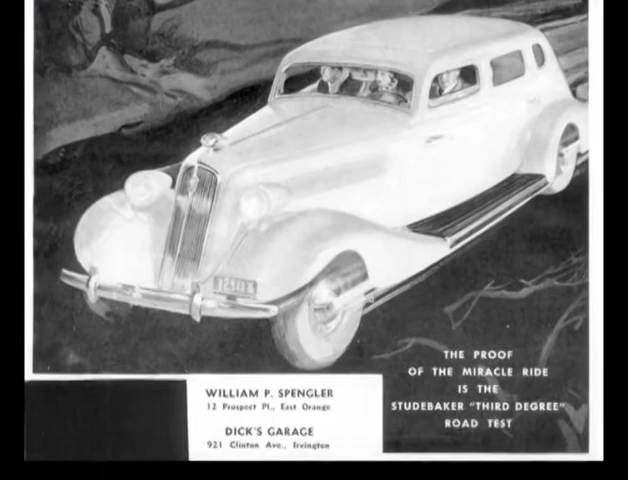 THE PROOF
OF THE MIRACLE RIDE
IS THE
STUDEBAKER "THIRD DEGREE"
ROAD TEST
WILLIAM P. SPENGLER
12 Prospect Pl., East Orange
DICK'S GARAGE
921 Clinton Ave., Irvington